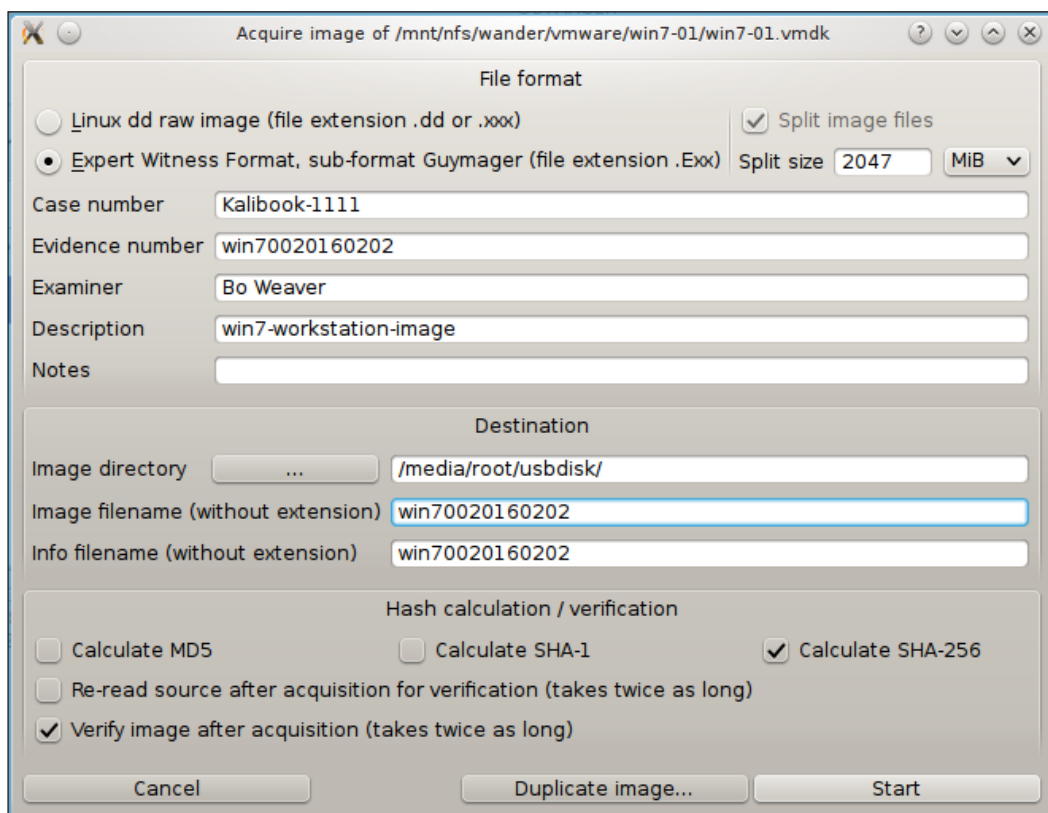 Acquire image of /mnt/nfs/wander/vmware/win7-01/win7-01.vmdk
File format
Linux dd raw image (file extension .dd or .xxx)
Split image files
Expert Witness Format, sub-format Guymager (file extension .Exx)
Split size 2047 MiB
Case number Kalibook-1111
Evidence number win70020160202
Examiner Bo Weaver
Description win7-workstation-image
Notes
Destination
Image directory ... /media/root/usbdisk/
Image filename (without extension) win70020160202
Info filename (without extension) win70020160202
Hash calculation / verification
Calculate MD5 Calculate SHA-1 Calculate SHA-256
Re-read source after acquisition for verification (takes twice as long)
Verify image after acquisition (takes twice as long)
Cancel Duplicate image... Start